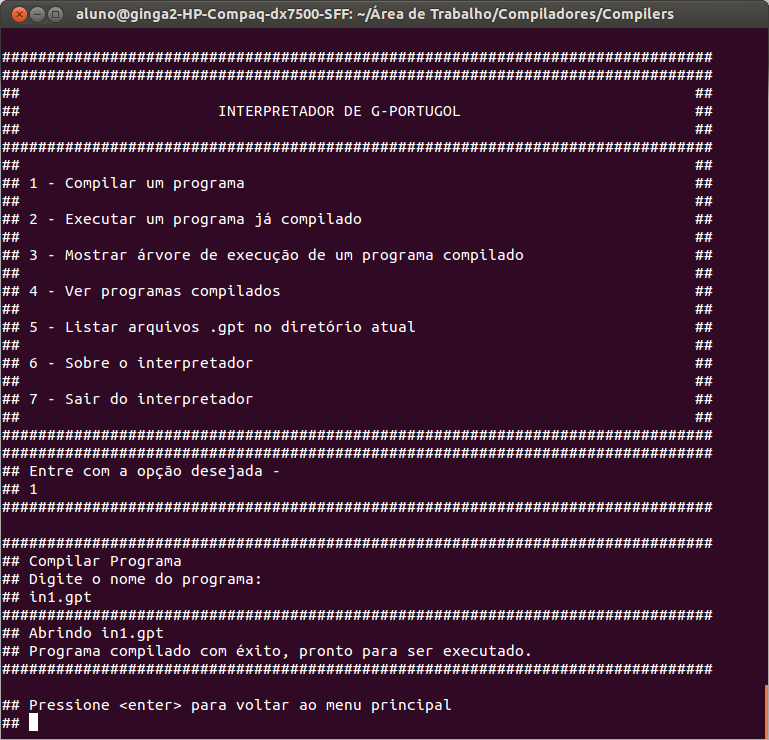 aluno@ginga2-HP-Compaq-dx7500-SFF: ~/Área de Trabalho/Compiladores/Compilers
###############################################################################
###############################################################################
## ##
## INTERPRETADOR DE G-PORTUGOL ##
## ##
###############################################################################
## ##
## 1 - Compilar um programa ##
## ##
## 2 - Executar um programa já compilado ##
## ##
## 3 - Mostrar árvore de execução de um programa compilado ##
## ##
## 4 - Ver programas compilados ##
## ##
## 5 - Listar arquivos .gpt no diretório atual ##
## ##
## 6 - Sobre o interpretador ##
## ##
## 7 - Sair do interpretador ##
## ##
###############################################################################
###############################################################################
## Entre com a opção desejada -
## 1
###############################################################################
###############################################################################
## Compilar Programa
## Digite o nome do programa:
## in1.gpt
###############################################################################
## Abrindo in1.gpt
## Programa compilado com éxito, pronto para ser executado.
###############################################################################
## Pressione <enter> para voltar ao menu principal
##